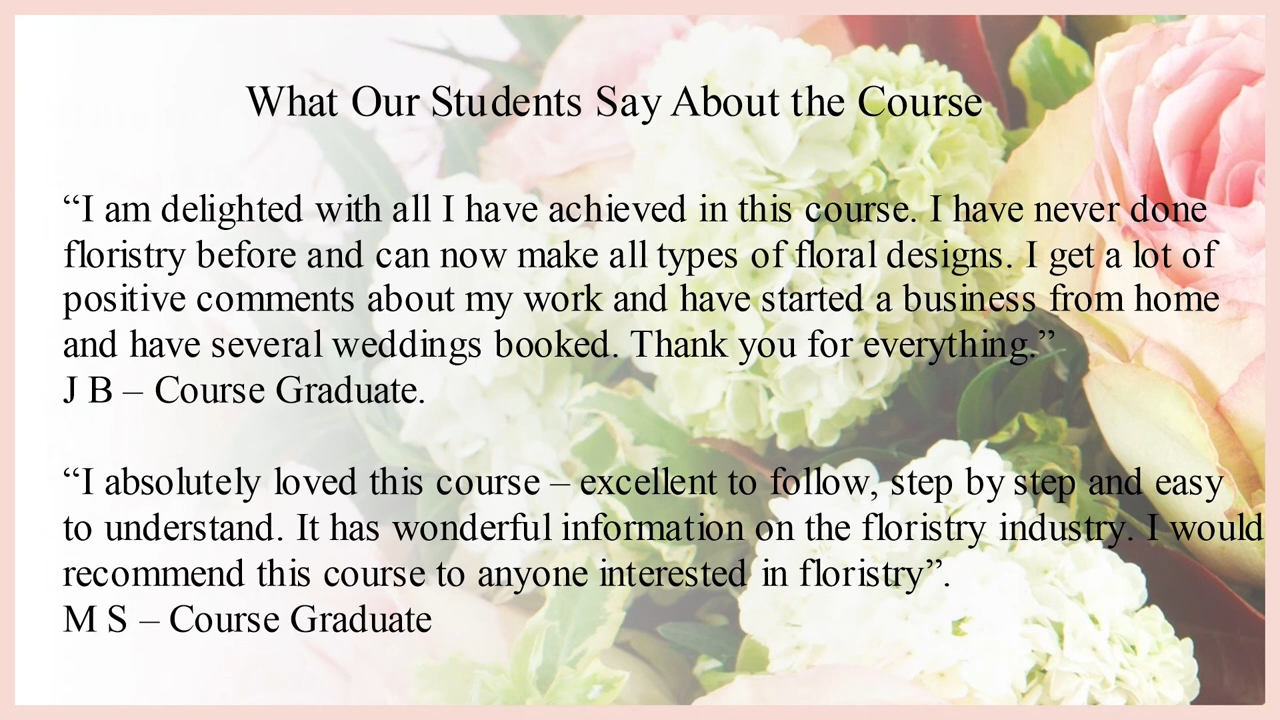 What Our Students Say About the Course
“I am delighted with all I have achieved in this course. I have never done
floristry before and can now make all types of floral designs. I get a lot of
positive comments about my work and have started a business from home
and have several weddings booked. Thank you for everything.”
J B – Course Graduate.
“I absolutely loved this course – excellent to follow, step by step and easy
to understand. It has wonderful information on the floristry industry. I would
recommend this course to anyone interested in floristry”.
M S – Course Graduate